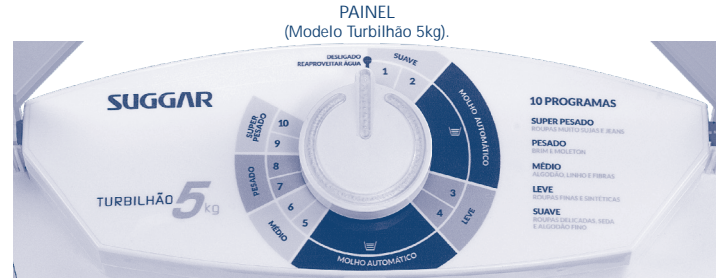 PAINEL
(Modelo Turbilhão 5kg).
DESLIGADO
REAPROVEITAR ÁGUA
SUAVE
1
2
MOLHO AUTOMÁTICO
3
4
LEVE
MOLHO AUTOMÁTICO
5
6
MÉDIO
7
8
PESADO
9
10
SUPER
PESADO
SUGGAR
TURBILHÃO 5kg
10 PROGRAMAS
SUPER PESADO
ROUPAS MUITO SUJAS E JEANS
PESADO
BRIM E MOLETON
MÉDIO
ALGODÃO, LINHO E FIBRAS
LEVE
ROUPAS FINAS E SINTÉTICAS
SUAVE
ROUPAS DELICADAS, SEDA
E ALGODÃO FINO